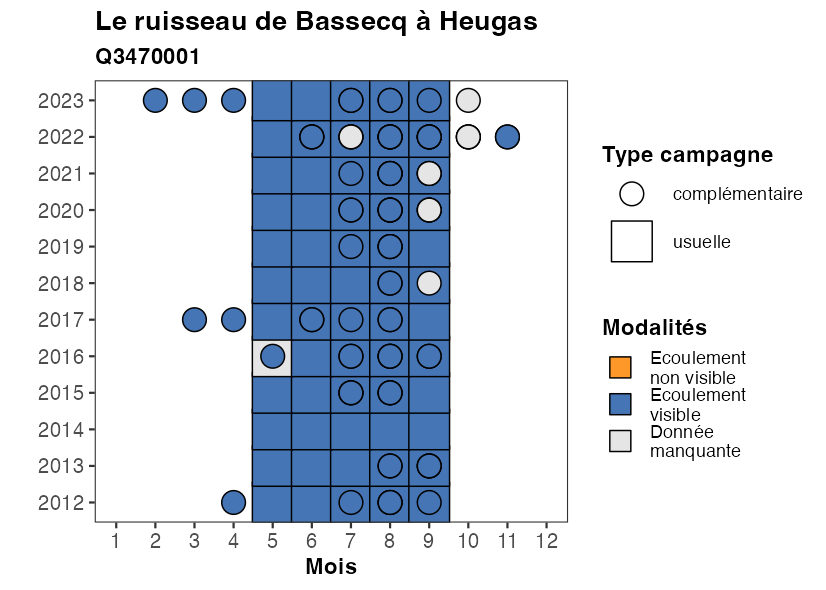 Le ruisseau de Bassecq à Heugas
Q3470001
2023
2022
2021
2020
2019
2018
2017
2016
2015
2014
2013
2012
1 2 3 4 5 6 7 8 9 10 11 12
Mois
Type campagne
complémentaire
usuelle
Modalités
Ecoulement
non visible
Ecoulement
visible
Donnée
manquante